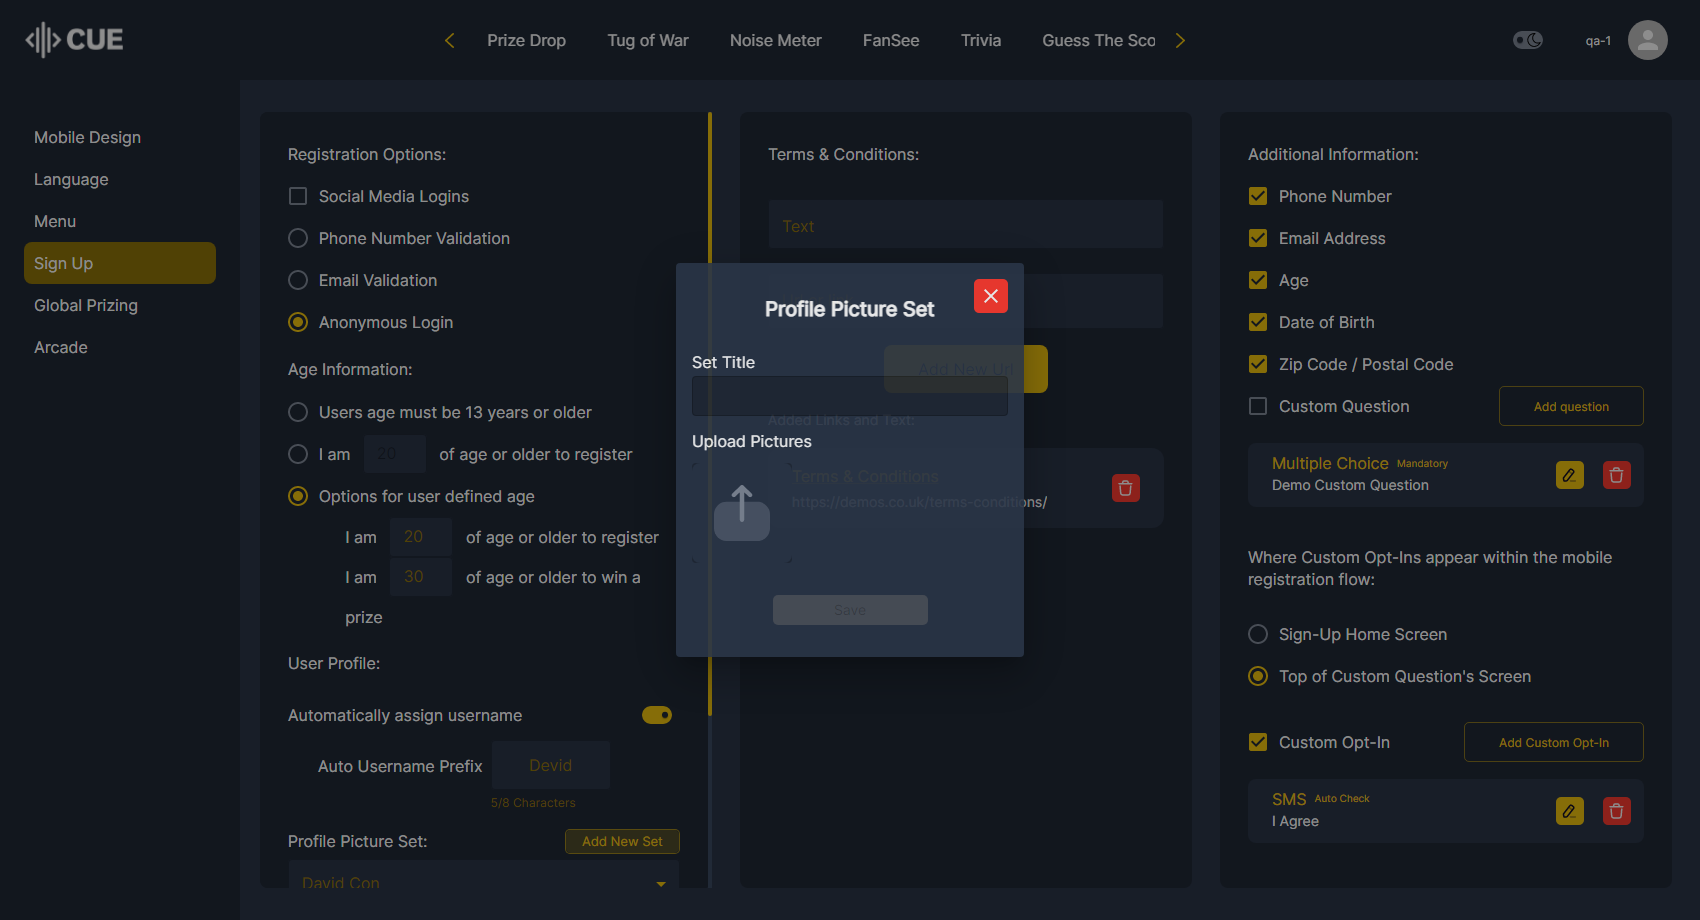 CUE
Prize Drop
Tug of War
Noise Meter
FanSee
Trivia
Guess The Sco
qa-1
Mobile Design
Language
Menu
Sign Up
Global Prizing
Arcade
Registration Options:
Social Media Logins
Phone Number Validation
Email Validation
Anonymous Login
Age Information:
Users age must be 13 years or older
I am 20 of age or older to register
Options for user defined age
I am 20 of age or older to register
I am 30 of age or older to win a
prize
User Profile:
Automatically assign username
Auto Username Prefix Devid
5/8 Characters
Profile Picture Set: Add New Set
David Con
Terms & Conditions:
Text
Add New Url
Added Links and Text:
Terms & Conditions
https://demos.co.uk/terms-conditions/
Profile Picture Set
Set Title
Upload Pictures
Save
Additional Information:
Phone Number
Email Address
Age
Date of Birth
Zip Code / Postal Code
Custom Question Add question
Multiple Choice Mandatory
Demo Custom Question
Where Custom Opt-Ins appear within the mobile
registration flow:
Sign-Up Home Screen
Top of Custom Question's Screen
Custom Opt-In Add Custom Opt-In
SMS Auto Check
I Agree